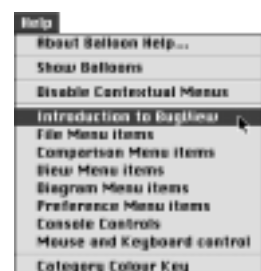 Help
About Balloon Help...
Show Balloons
Disable Contextual Menus
Introduction to BugView
File Menu items
Comparison Menu items
View Menu items
Diagram Menu items
Preference Menu items
Console Controls
Mouse and Keyboard control
Category Colour Key